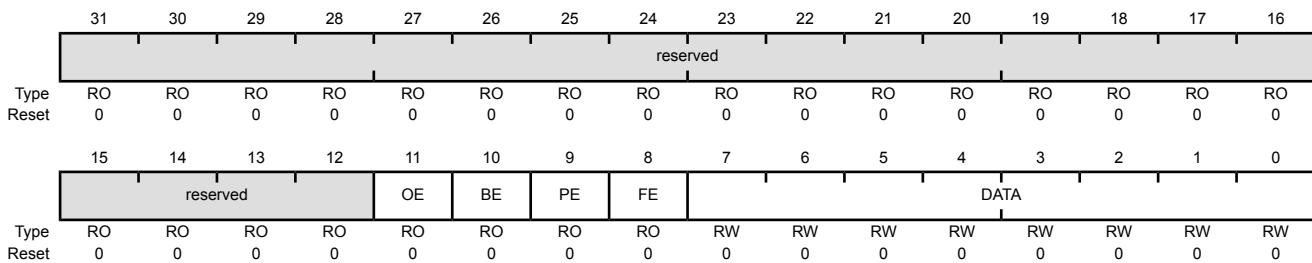 31 30 29 28 27 26 25 24 23 22 21 20 19 18 17 16
reserved
Type RO RO RO RO RO RO RO RO RO RO RO RO RO RO RO RO
Reset 0 0 0 0 0 0 0 0 0 0 0 0 0 0 0 0
15 14 13 12 11 10 9 8 7 6 5 4 3 2 1 0
reserved OE BE PE FE DATA
Type RO RO RO RO RO RO RO RO RW RW RW RW RW RW RW RW
Reset 0 0 0 0 0 0 0 0 0 0 0 0 0 0 0 0